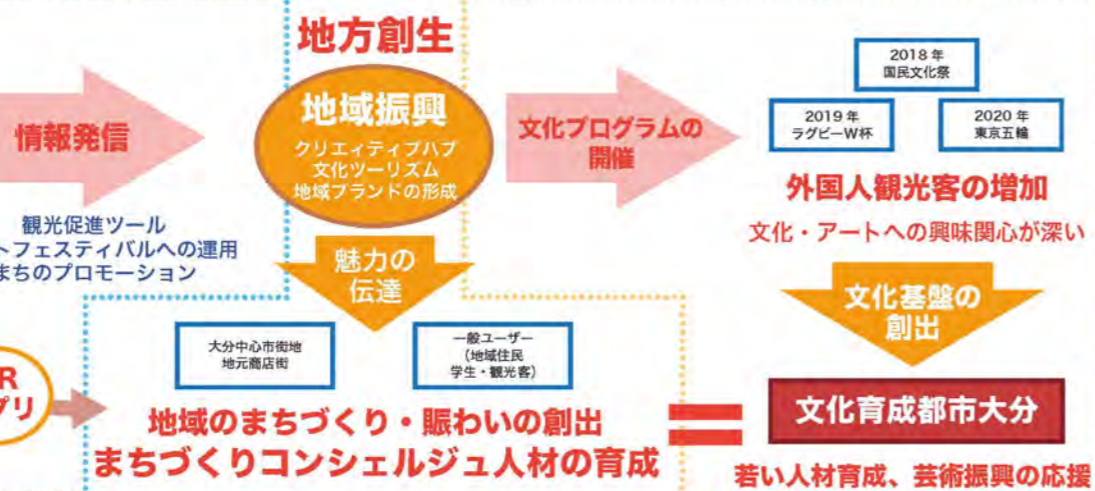 地方創生
情報発信
地域振興
クリエィティブハブ
文化ツーリズム
地域ブランドの形成
文化プログラムの
開催
2018年
国民文化祭
2019年
ラグビーW杯
2020年
東京五輪
外国人観光客の増加
文化・アートへの興味関心が深い
観光促進ツール
トフェスティバルへの運用
まちのプロモーション
魅力の
伝達
文化基盤の
創出
大分中心市街地
地元商店街
一般ユーザー
(地域住民
学生・観光客)
R
プリ
地域のまちづくり・賑わいの創出
まちづくりコンシェルジュ人材の育成
=
文化育成都市大分
若い人材育成、芸術振興の応援